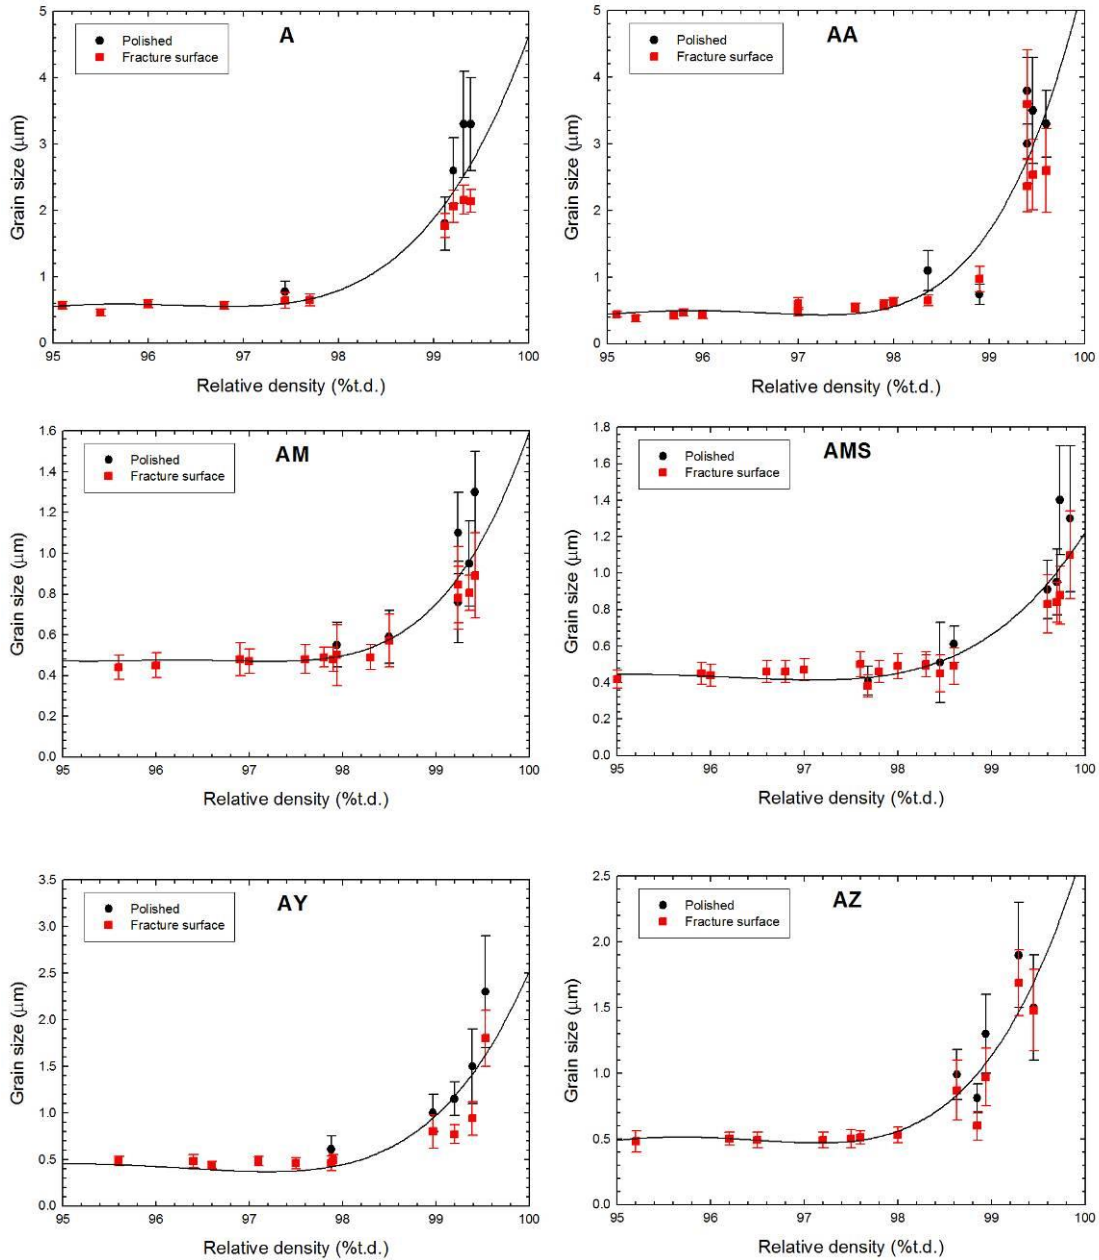 A
Polished
Fracture surface
Grain size (μm)
5
4
3
2
1
0
95 96 97 98 99 100
Relative density (%t.d.)
AA
Polished
Fracture surface
Grain size (μm)
5
4
3
2
1
0
95 96 97 98 99 100
Relative density (%t.d.)
AM
Polished
Fracture surface
Grain size (μm)
1.6
1.4
1.2
1.0
0.8
0.6
0.4
0.2
0.0
95 96 97 98 99 100
Relative density (%t.d.)
AMS
Polished
Fracture surface
Grain size (μm)
1.8
1.6
1.4
1.2
1.0
0.8
0.6
0.4
0.2
0.0
95 96 97 98 99 100
Relative density (%t.d.)
AY
Polished
Fracture surface
Grain size (μm)
3.5
3.0
2.5
2.0
1.5
1.0
0.5
0.0
95 96 97 98 99 100
Relative density (%t.d.)
AZ
Polished
Fracture surface
Grain size (μm)
2.5
2.0
1.5
1.0
0.5
0.0
95 96 97 98 99 100
Relative density (%t.d.)